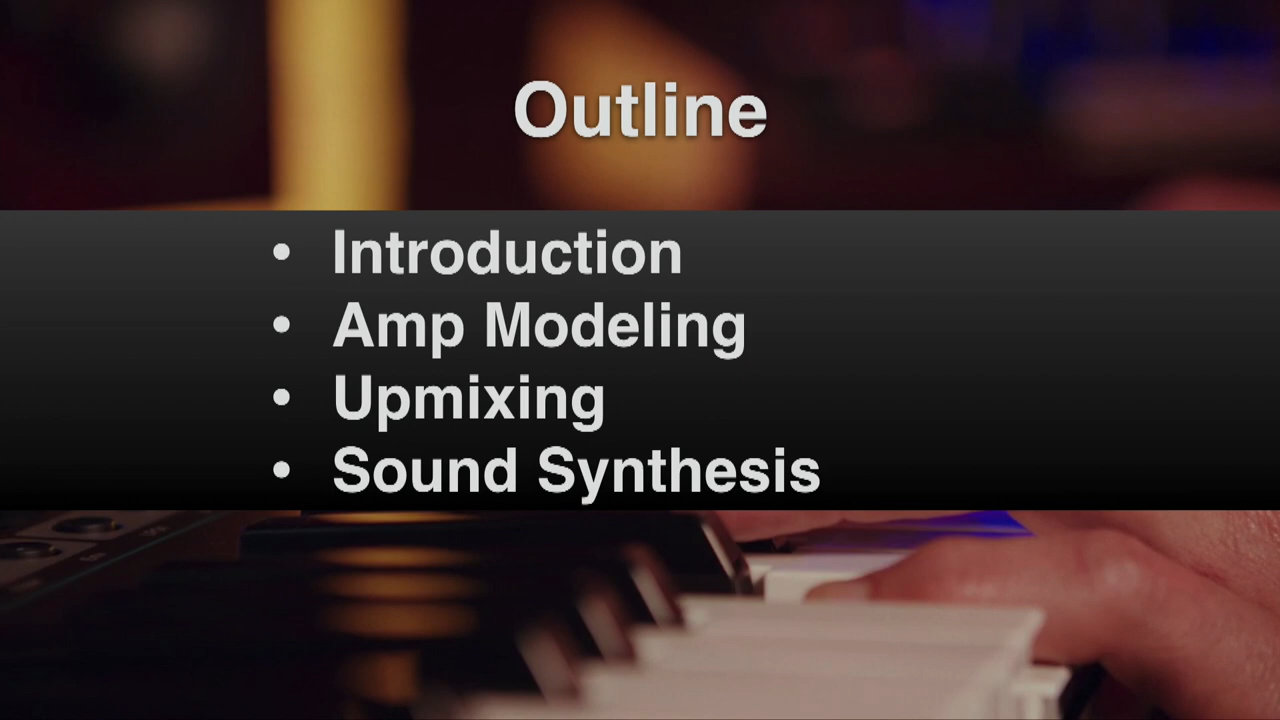 Outline
• Introduction
• Amp Modeling
• Upmixing
• Sound Synthesis